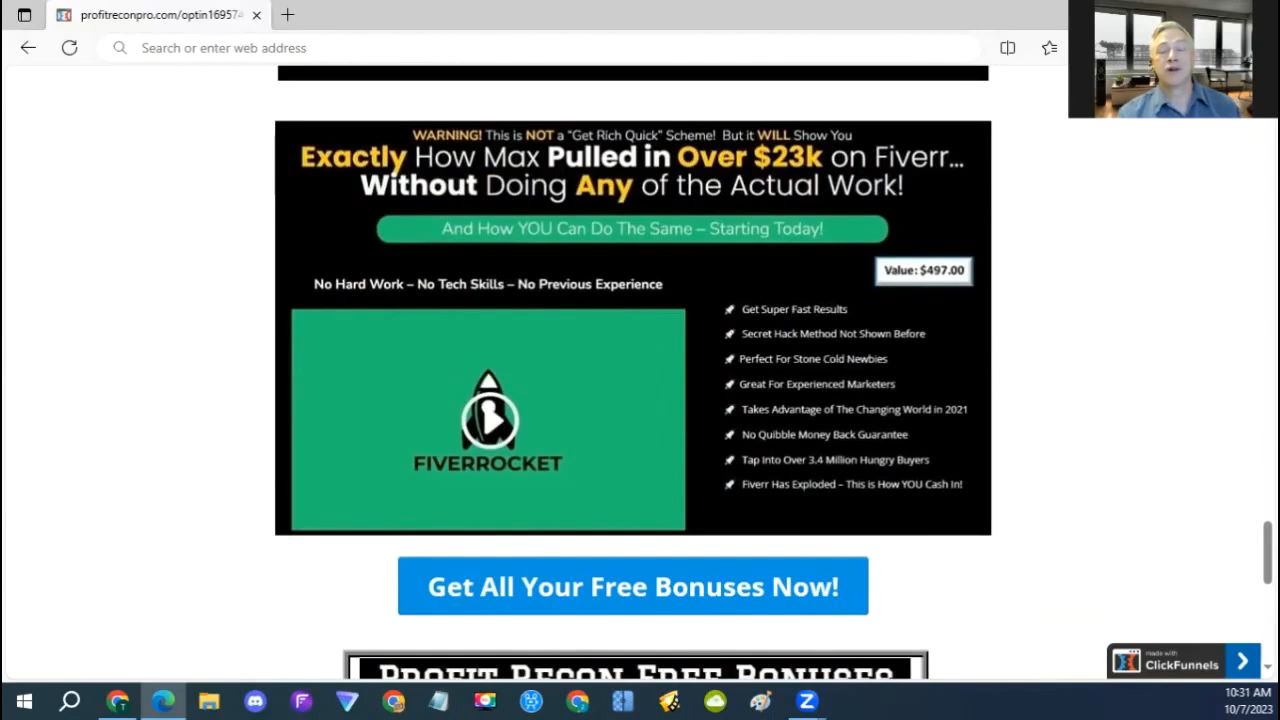 profitreconpro.com/optin16957
Search or enter web address
WARNING! This is NOT a “Get Rich Quick” Scheme! But it WILL Show You
Exactly How Max Pulled in Over $23k on Fiverr...
Without Doing Any of the Actual Work!
And How YOU Can Do The Same – Starting Today!
Value: $497.00
No Hard Work – No Tech Skills – No Previous Experience
Get Super Fast Results
Secret Hack Method Not Shown Before
Perfect For Stone Cold Newbies
Great For Experienced Marketers
Takes Advantage of The Changing World in 2021
No Quibble Money Back Guarantee
Tap Into Over 3.4 Million Hungry Buyers
Fiverr Has Exploded – This is How YOU Cash In!
FIVERROCKET
Get All Your Free Bonuses Now!
PROFIT RECON FREE BONUSES
made with
ClickFunnels
10:31 AM
10/7/2023